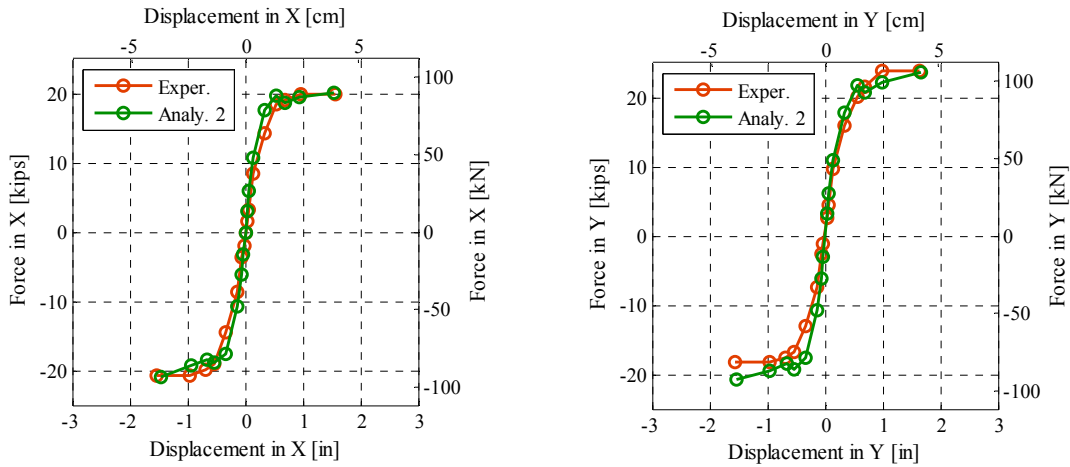 Displacement in X [cm]
-5 0 5
Exper.
Analy. 2
Force in X [kips]
20
10
0
-10
-20
Force in X [kN]
100
50
0
-50
-100
-3 -2 -1 0 1 2 3
Displacement in X [in]
Displacement in Y [cm]
-5 0 5
Exper.
Analy. 2
Force in Y [kips]
20
10
0
-10
-20
Force in Y [kN]
100
50
0
-50
-100
-3 -2 -1 0 1 2 3
Displacement in Y [in]